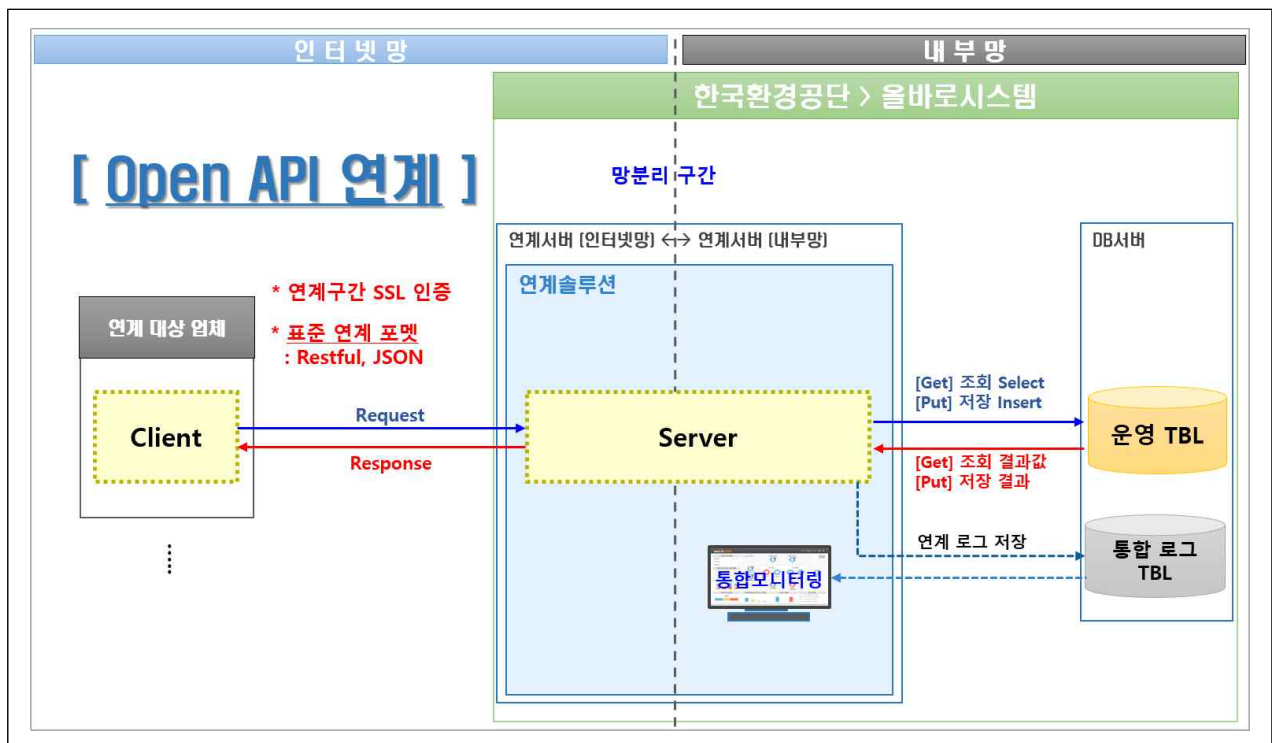 인터넷망
내부망
한국환경공단 > 올바로시스템
[ Open API 연계 ]
망분리 구간
연계서버 (인터넷망) ↔ 연계서버 (내부망)
DB서버
연계솔루션
* 연계구간 SSL 인증
* 표준 연계 포멧
: Restful, JSON
연계 대상 업체
Client
Request
Response
Server
[Get] 조회 Select
[Put] 저장 Insert
[Get] 조회 결과값
[Put] 저장 결과
운영 TBL
연계 로그 저장
통합 로그
TBL
통합모니터링